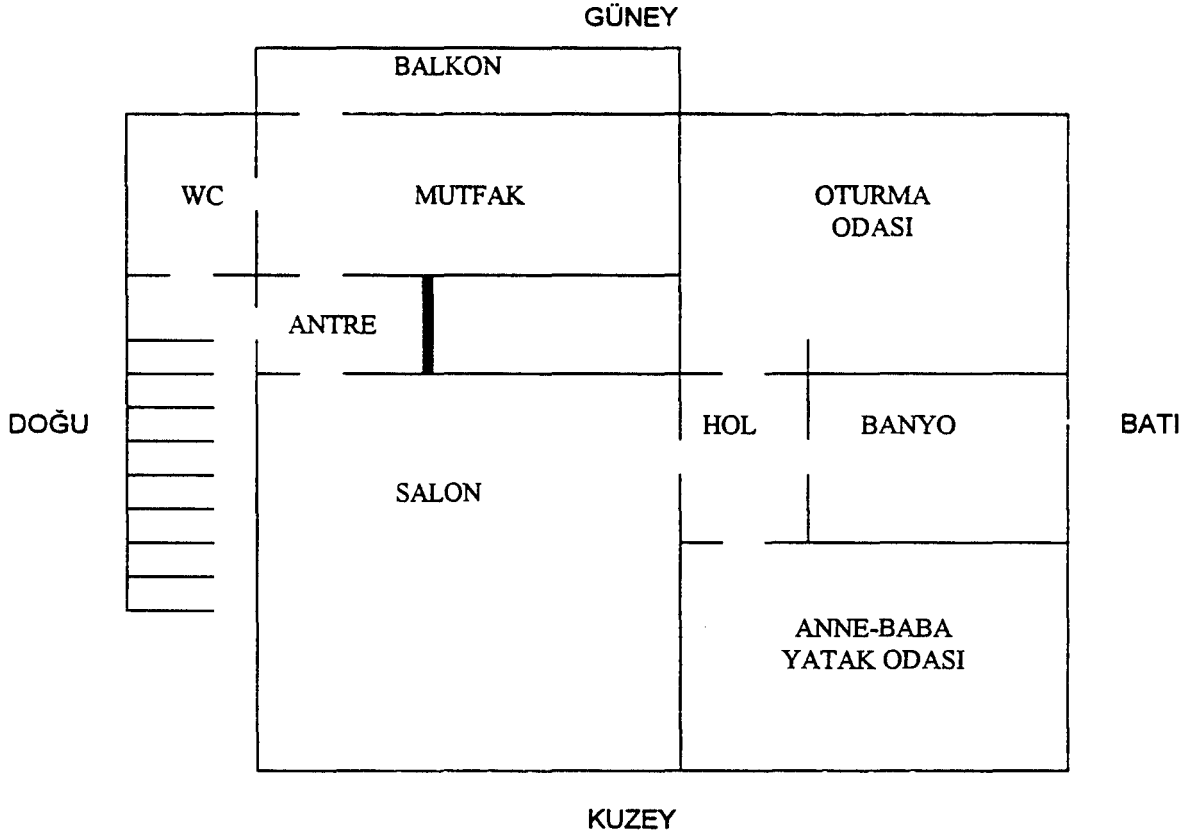 GÜNEY
BALKON
WC
MUTFAK
OTURMA
ODASI
ANTRE
DOĞU
HOL
BANYO
BATI
SALON
ANNE-BABA
YATAK ODASI
KUZEY